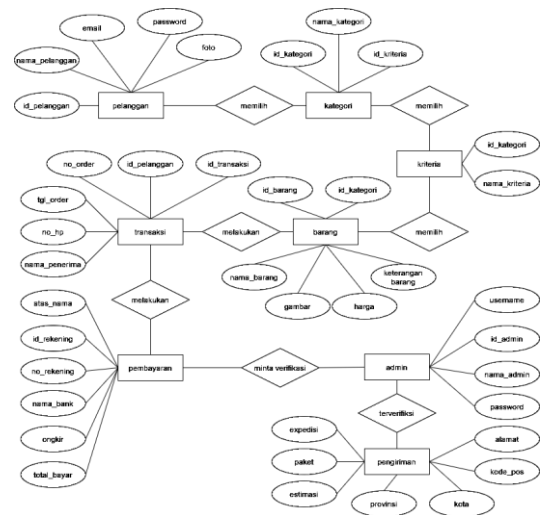 nama_kategori
password
email
foto
id_kategori
id_kriteria
nama_pelanggan
id_pelanggan
pelanggan
memilih
kategori
memilih
id_kategori
kriteria
nama_kriteria
no_order
id_pelanggan
id_transaksi
id_barang
id_kategori
tgl_order
no_hp
transaksi
melakukan
barang
memilih
nama_penerima
nama_barang
keterangan
barang
gambar
harga
melakukan
atas_nama
id_rekening
no_rekening
nama_bank
ongkir
total_bayar
pembayaran
minta verifikasi
admin
username
id_admin
nama_admin
password
terverifiksi
expedisi
paket
estimasi
pengiriman
alamat
kode_pos
provinsi
kota